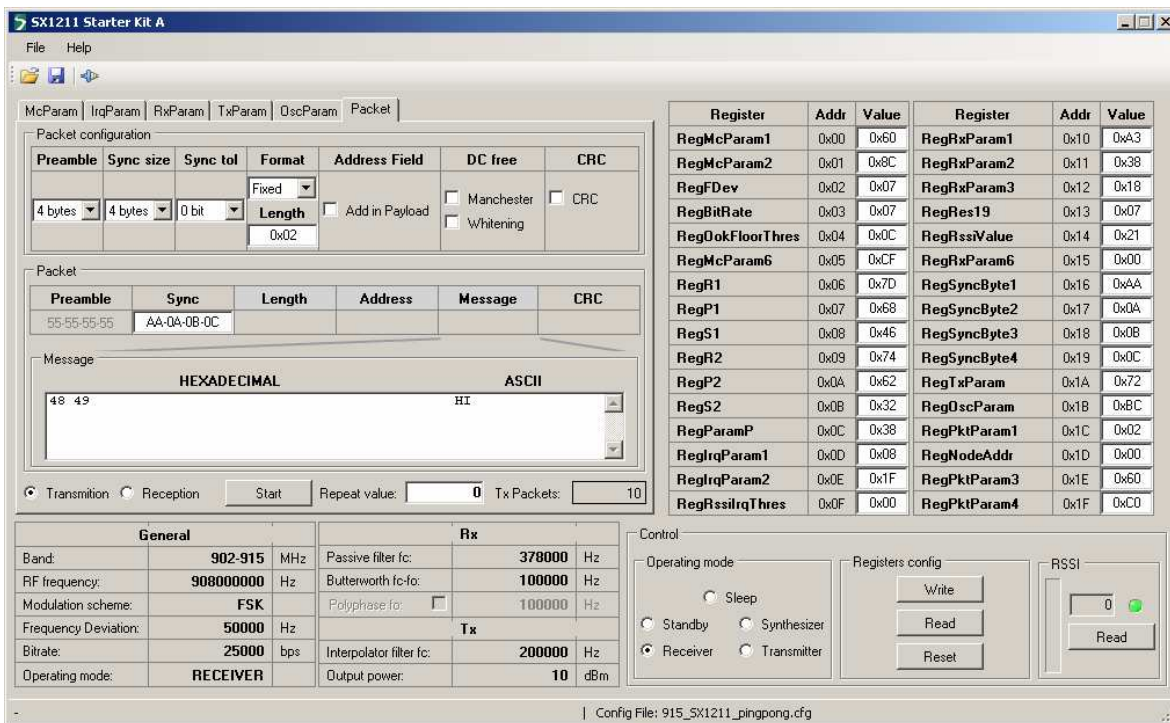 SX1211 Starter Kit A
File Help
McParam IrqParam RxParam TxParam OscParam Packet
Packet configuration
Preamble Sync size Sync tol Format Address Field DC free CRC
4 bytes 4 bytes 0 bit Fixed Add in Payload Manchester CRC
Length Whitening
0x02
Packet
Preamble Sync Length Address Message CRC
55-55-55-55 AA-0A-0B-0C
Message
HEXADECIMAL ASCII
48 49 HI
Transmition Reception Start Repeat value: 0 Tx Packets: 10
Register Addr Value Register Addr Value
RegMcParam1 0x00 0x60 RegRxParam1 0x10 0xA3
RegMcParam2 0x01 0x8C RegRxParam2 0x11 0x38
RegFDev 0x02 0x07 RegRxParam3 0x12 0x18
RegBitRate 0x03 0x07 RegRes19 0x13 0x07
RegOokFloorThres 0x04 0x0C RegRssiValue 0x14 0x21
RegMcParam6 0x05 0xCF RegRxParam6 0x15 0x00
RegR1 0x06 0x7D RegSyncByte1 0x16 0xAA
RegP1 0x07 0x68 RegSyncByte2 0x17 0x0A
RegS1 0x08 0x46 RegSyncByte3 0x18 0x0B
RegR2 0x09 0x74 RegSyncByte4 0x19 0x0C
RegP2 0x0A 0x62 RegTxParam 0x1A 0x72
RegS2 0x0B 0x32 RegOscParam 0x1B 0xBC
RegParamP 0x0C 0x38 RegPktParam1 0x1C 0x02
RegIrqParam1 0x0D 0x08 RegNodeAddr 0x1D 0x00
RegIrqParam2 0x0E 0x1F RegPktParam3 0x1E 0x60
RegRssiIrqThres 0x0F 0x00 RegPktParam4 0x1F 0xC0
General
Band: 902-915 MHz
RF frequency: 908000000 Hz
Modulation scheme: FSK
Frequency Deviation: 50000 Hz
Bitrate: 25000 bps
Operating mode: RECEIVER
Rx
Passive filter fc: 378000 Hz
Butterworth fc-fo: 100000 Hz
Polyphase fo: 100000 Hz
Tx
Interpolator filter fc: 200000 Hz
Output power: 10 dBm
Control
Operating mode
Sleep
Standby Synthesizer
Receiver Transmitter
Registers config
Write
Read
Reset
RSSI
0
Read
- | Config File: 915_SX1211_pingpong.cfg